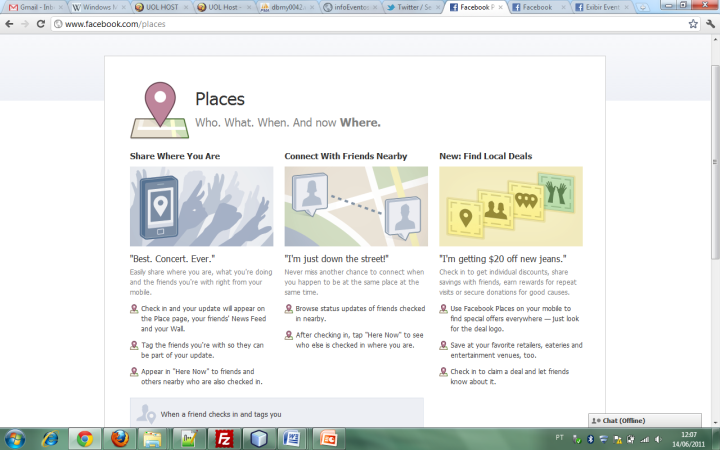 Gmail - In
Windows M
UOL HOST
UOL Host -
dbmy0042.
infoEvento
Twitter / Se
Facebook P
Facebook
Exibir Event
www.facebook.com/places
Places
Who. What. When. And now Where.
Share Where You Are
"Best. Concert. Ever."
Easily share where you are, what you're doing
and the friends you're with right from your
mobile.
Check in and your update will appear
on the Place page, your friends' News Feed
and your Wall.
Tag the friends you're with so they can
be part of your update.
Appear in "Here Now" to friends and
others nearby who are also checked in.
Connect With Friends Nearby
"I'm just down the street!"
Never miss another chance to connect when
you happen to be at the same place at the
same time.
Browse status updates of friends checked
in nearby.
After checking in, tap "Here Now" to see
who else is checked in where you are.
New: Find Local Deals
"I'm getting $20 off new jeans."
Check in to get individual discounts, share
savings with friends, earn rewards for repeat
visits or secure donations for good causes.
Use Facebook Places on your mobile to
find special offers everywhere — just look
for the deal logo.
Save at your favorite retailers, eateries and
entertainment venues, too.
Check in to claim a deal and let friends
know about it.
When a friend checks in and tags you
Chat (Offline)
PT
12:07
14/06/2011